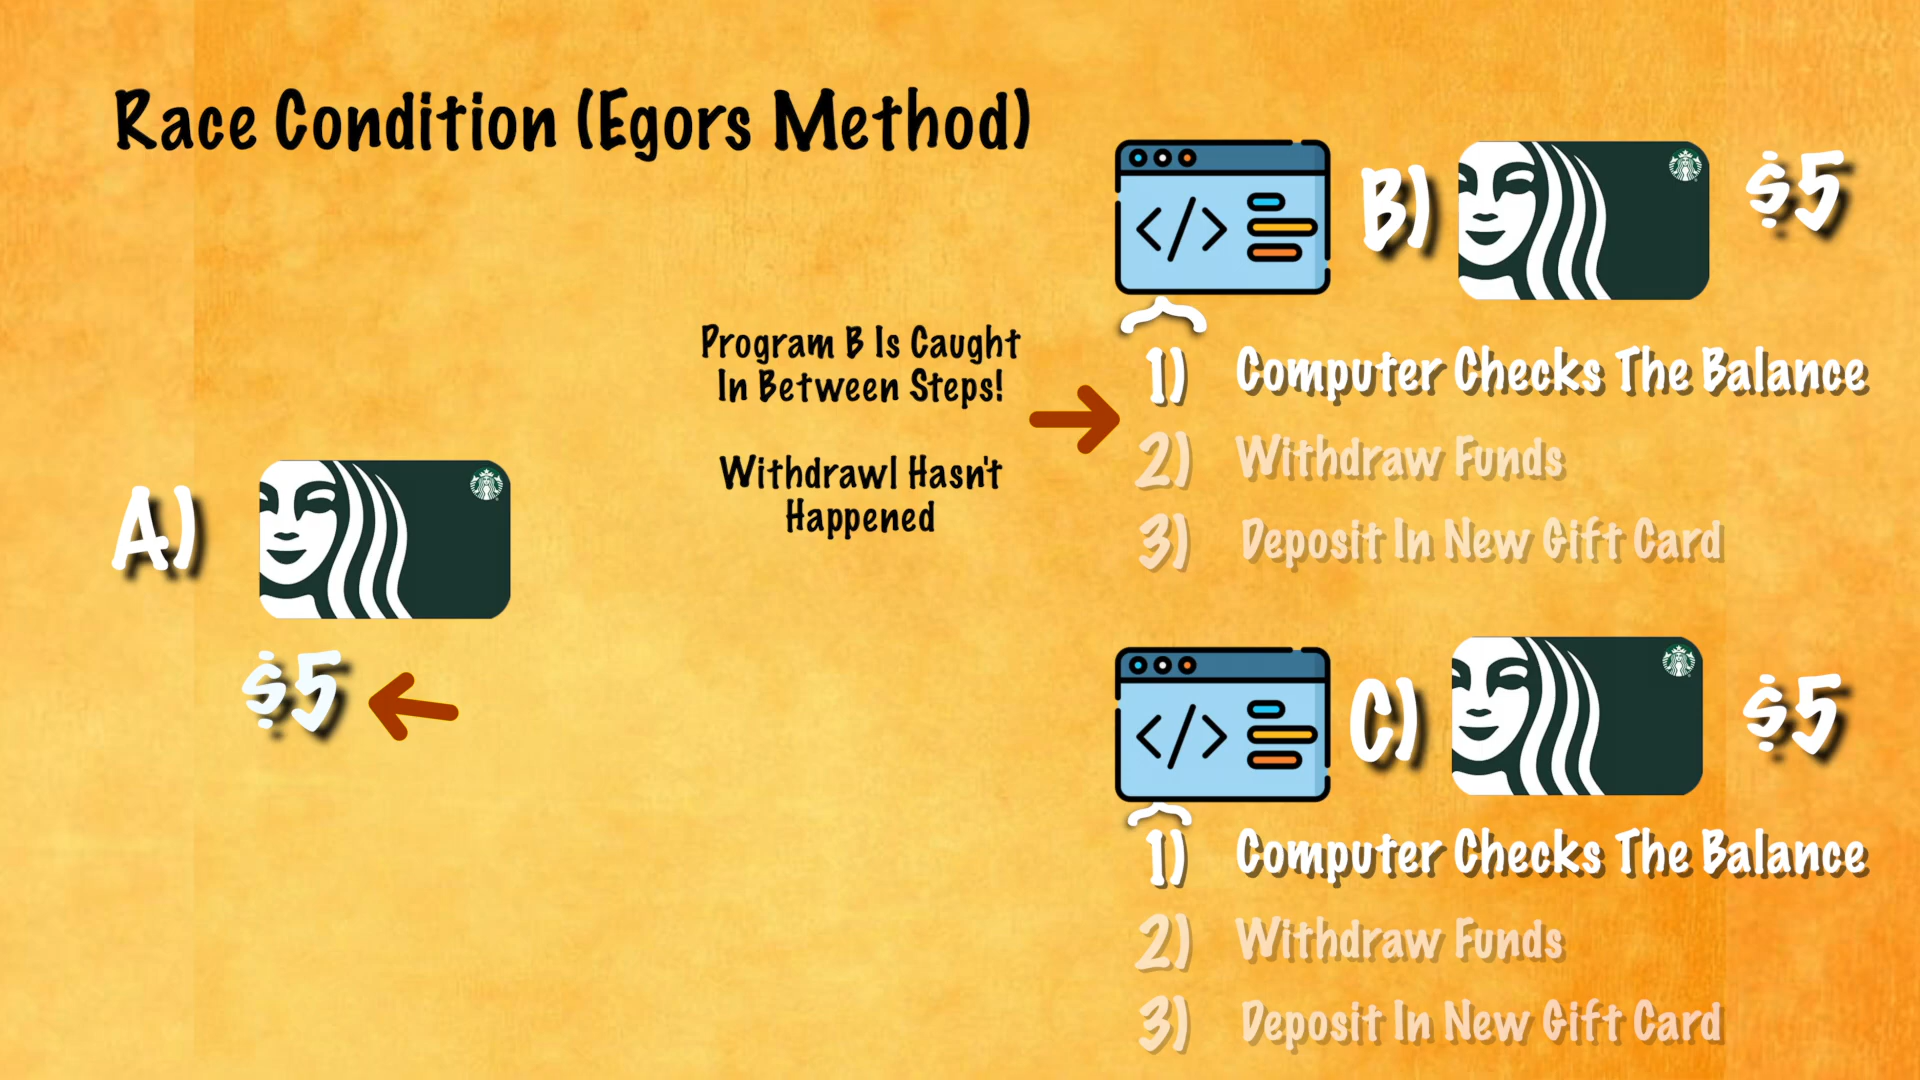 Race Condition (Egors Method)
B)
$5
Program B Is Caught
In Between Steps!
Withdrawl Hasn't
Happened
</>
1) Computer Checks The Balance
2) Withdraw Funds
3) Deposit In New Gift Card
A)
$5
</>
C)
$5
1) Computer Checks The Balance
2) Withdraw Funds
3) Deposit In New Gift Card